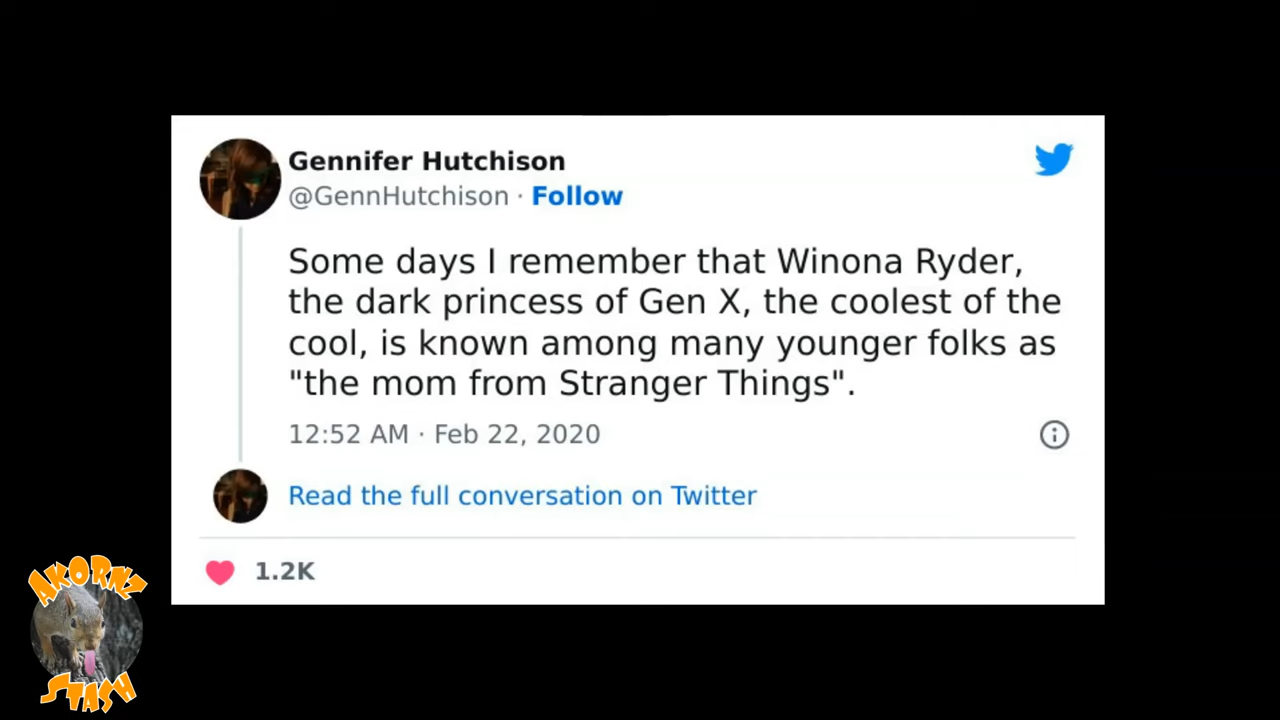 Gennifer Hutchison
@GennHutchison · Follow
Some days I remember that Winona Ryder,
the dark princess of Gen X, the coolest of the
cool, is known among many younger folks as
"the mom from Stranger Things".
12:52 AM · Feb 22, 2020
Read the full conversation on Twitter
1.2K
AKORNZ
STASH